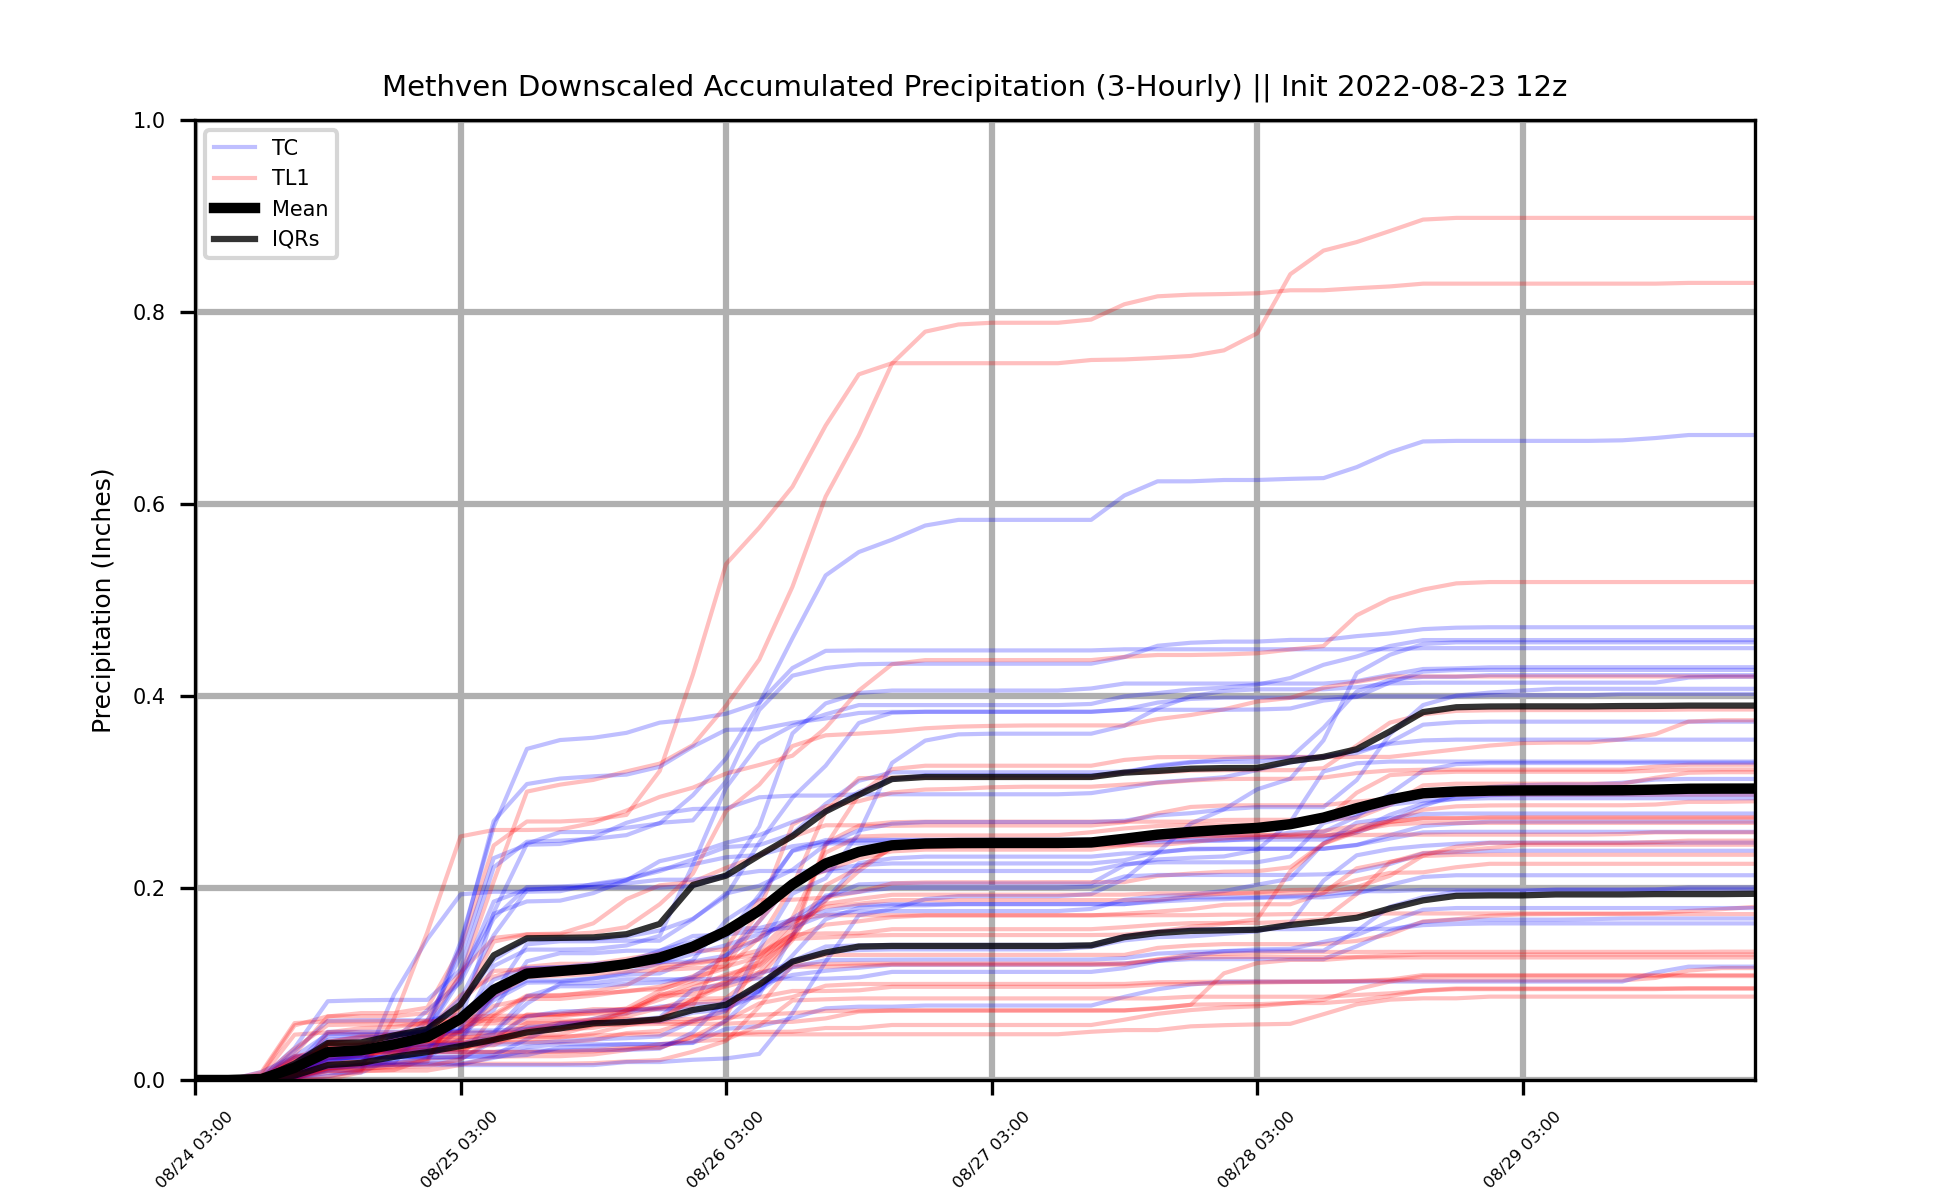 Methven Downscaled Accumulated Precipitation (3-Hourly) || Init 2022-08-23 12z
TC
TL1
Mean
IQRs
Precipitation (Inches)
1.0
0.8
0.6
0.4
0.2
0.0
08/24 03:00
08/25 03:00
08/26 03:00
08/27 03:00
08/28 03:00
08/29 03:00